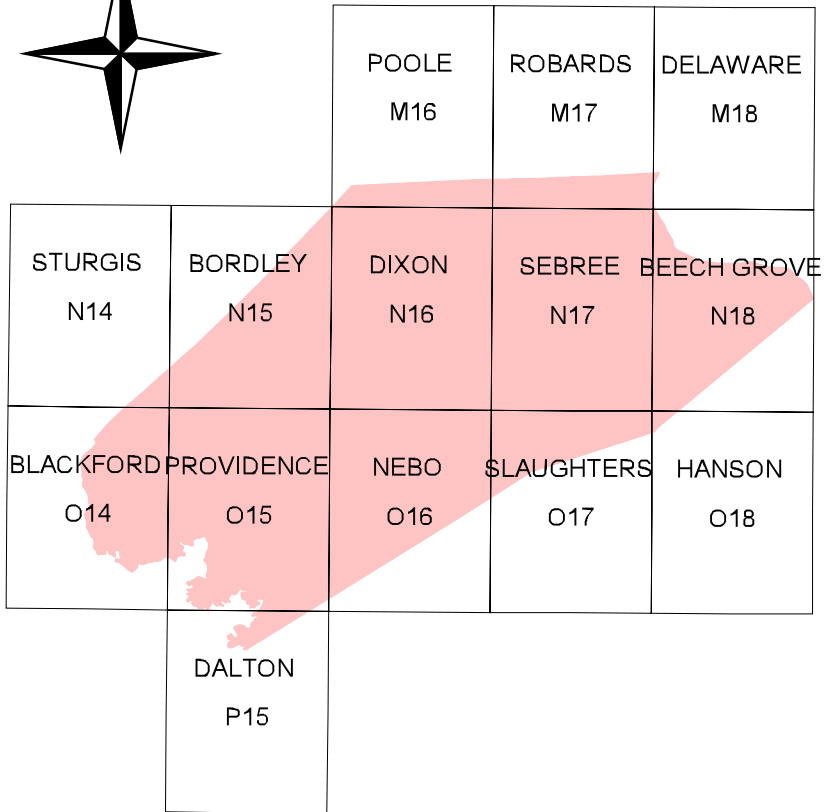 POOLE
M16
ROBARDS
M17
DELAWARE
M18
STURGIS
N14
BORDLEY
N15
DIXON
N16
SEBREE
N17
BEECH GROVE
N18
BLACKFORD
O14
PROVIDENCE
O15
NEBO
O16
SLAUGHTERS
O17
HANSON
O18
DALTON
P15